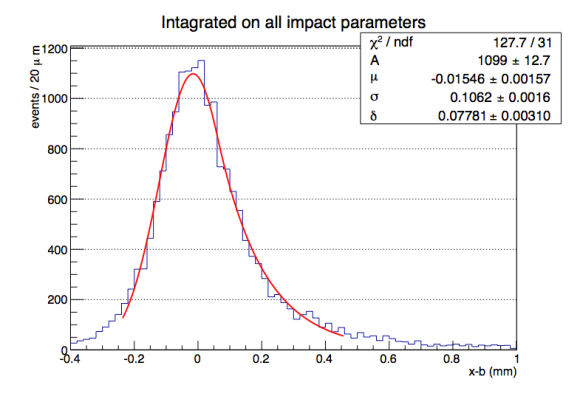 Intagrated on all impact parameters
χ² / ndf 127.7 / 31
A 1099 ± 12.7
μ -0.01546 ± 0.00157
σ 0.1062 ± 0.0016
δ 0.07781 ± 0.00310
events / 20 μ m
1200
1000
800
600
400
200
0
-0.4 -0.2 0 0.2 0.4 0.6 0.8 1
x-b (mm)